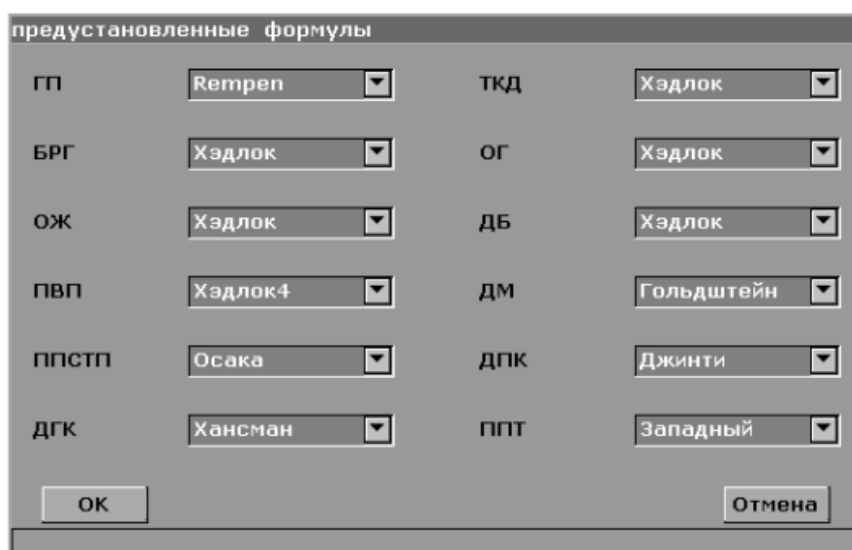 предустановленные формулы
ГП Rempen ТКД Хэдлок
БРГ Хэдлок ОГ Хэдлок
ОЖ Хэдлок ДБ Хэдлок
ПВП Хэдлок4 ДМ Гольдштейн
ППСТП Осака ДПК Джинти
ДГК Хансман ППТ Западный
ОК Отмена